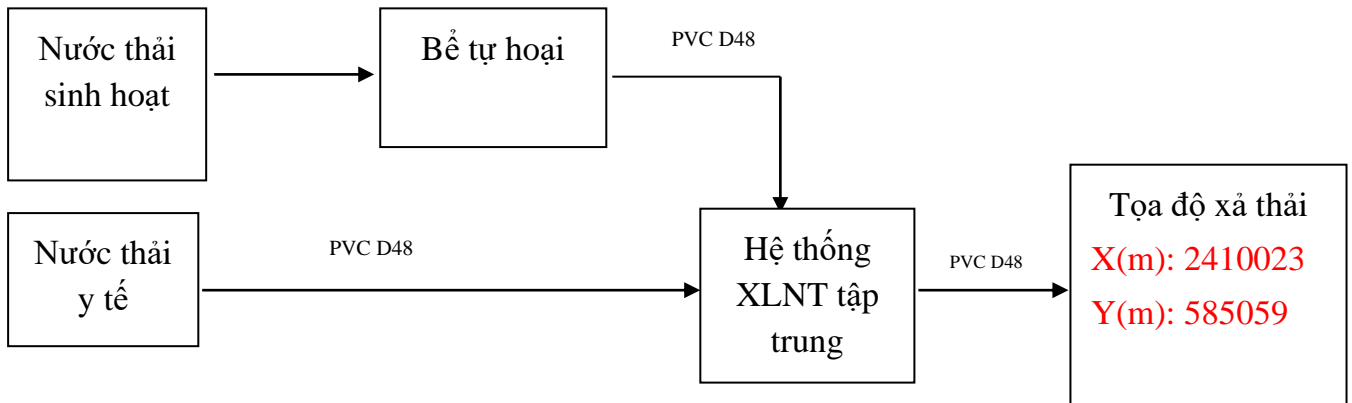 Nước thải
sinh hoạt
Bể tự hoại
PVC D48
Nước thải
y tế
PVC D48
Hệ thống
XLNT tập
trung
PVC D48
Tọa độ xả thải
X(m): 2410023
Y(m): 585059